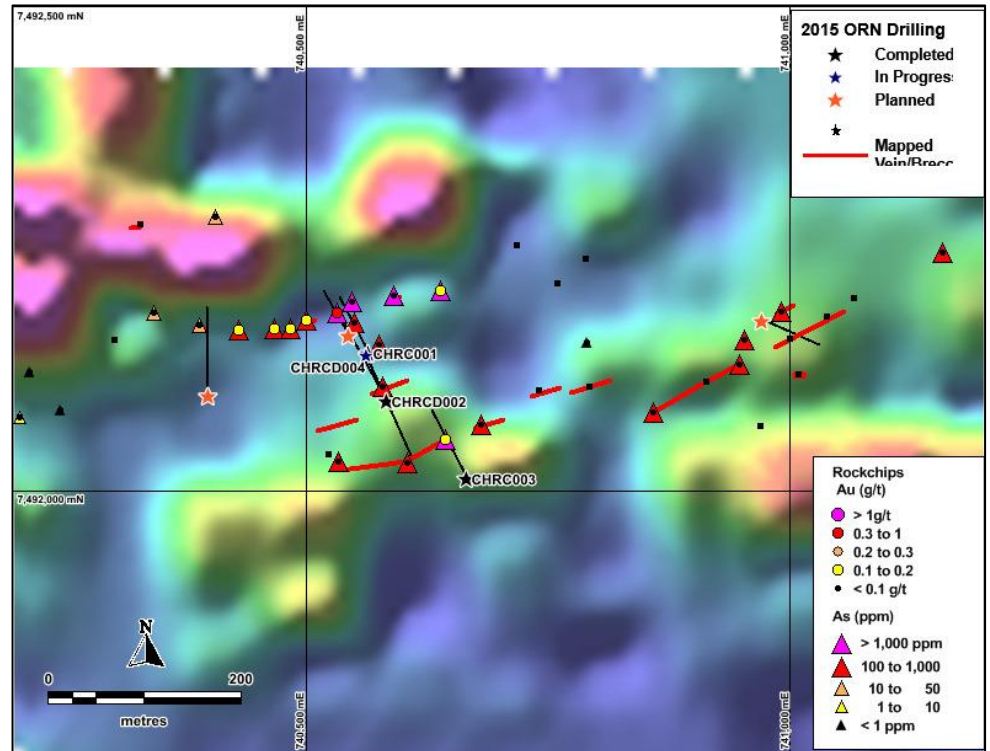 7,492,500 mN
740,500 mE
741,000 mE
2015 ORN Drilling
Completed
In Progres
Planned
Mapped
Vein/Brecc
CHRC001
CHRCD004
CHRCD002
CHRC003
7,492,000 mN
Rockchips
Au (g/t)
> 1g/t
0.3 to 1
0.2 to 0.3
0.1 to 0.2
< 0.1 g/t
As (ppm)
> 1,000 ppm
100 to 1,000
10 to 50
1 to 10
< 1 ppm
N
0 200
metres
740,500 mE
741,000 mE